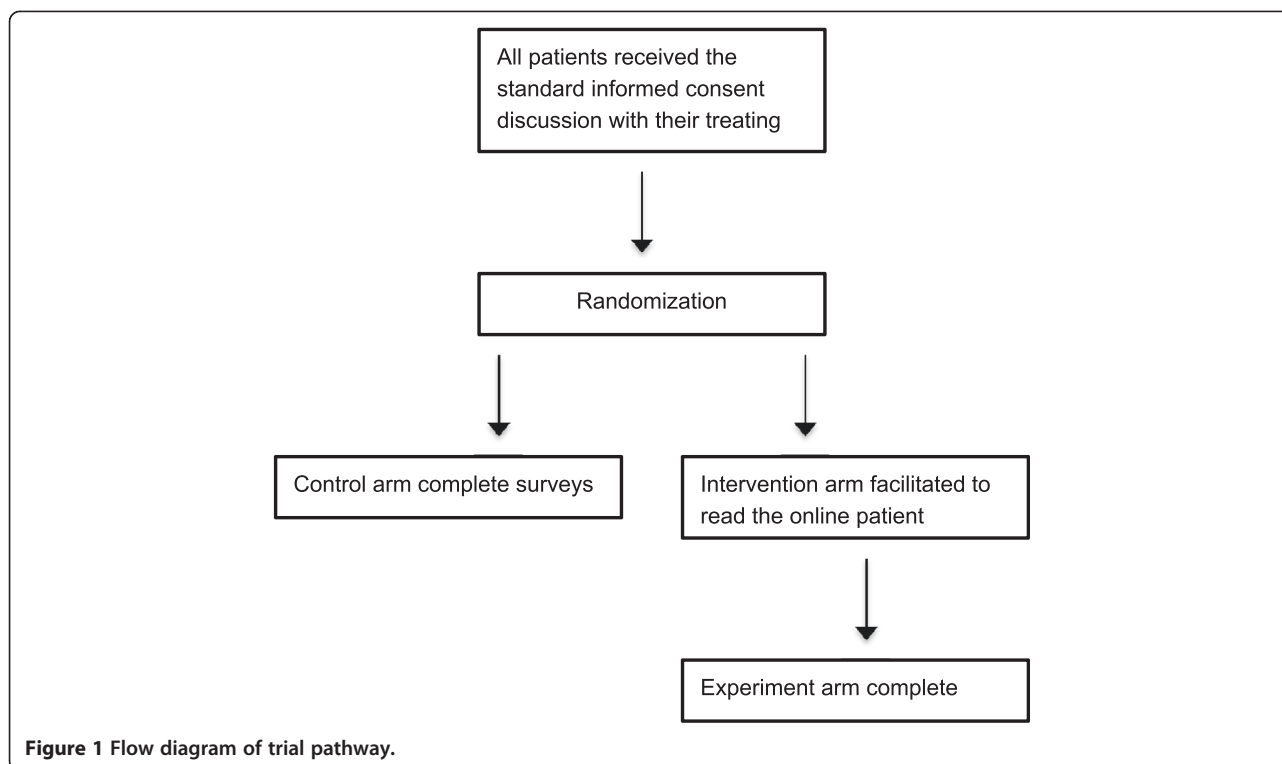 All patients received the
standard informed consent
discussion with their treating
Randomization
Control arm complete surveys
Intervention arm facilitated to
read the online patient
Experiment arm complete
Figure 1 Flow diagram of trial pathway.